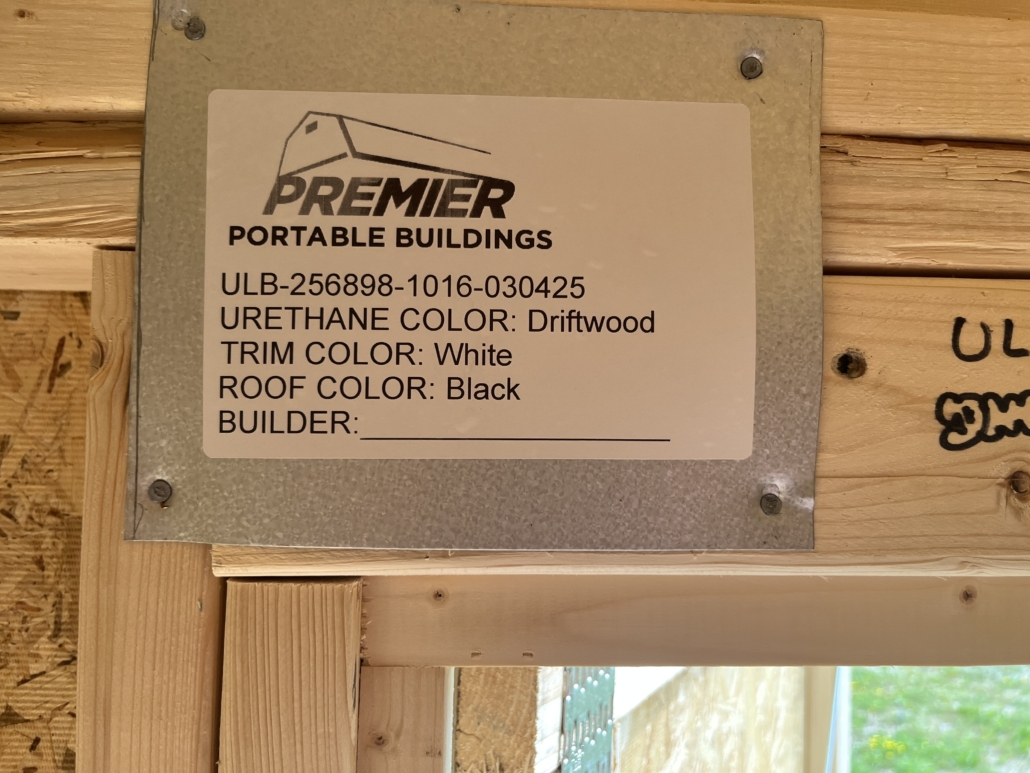 PREMIER
PORTABLE BUILDINGS
ULB-256898-1016-030425
URETHANE COLOR: Driftwood
TRIM COLOR: White
ROOF COLOR: Black
BUILDER:
UL